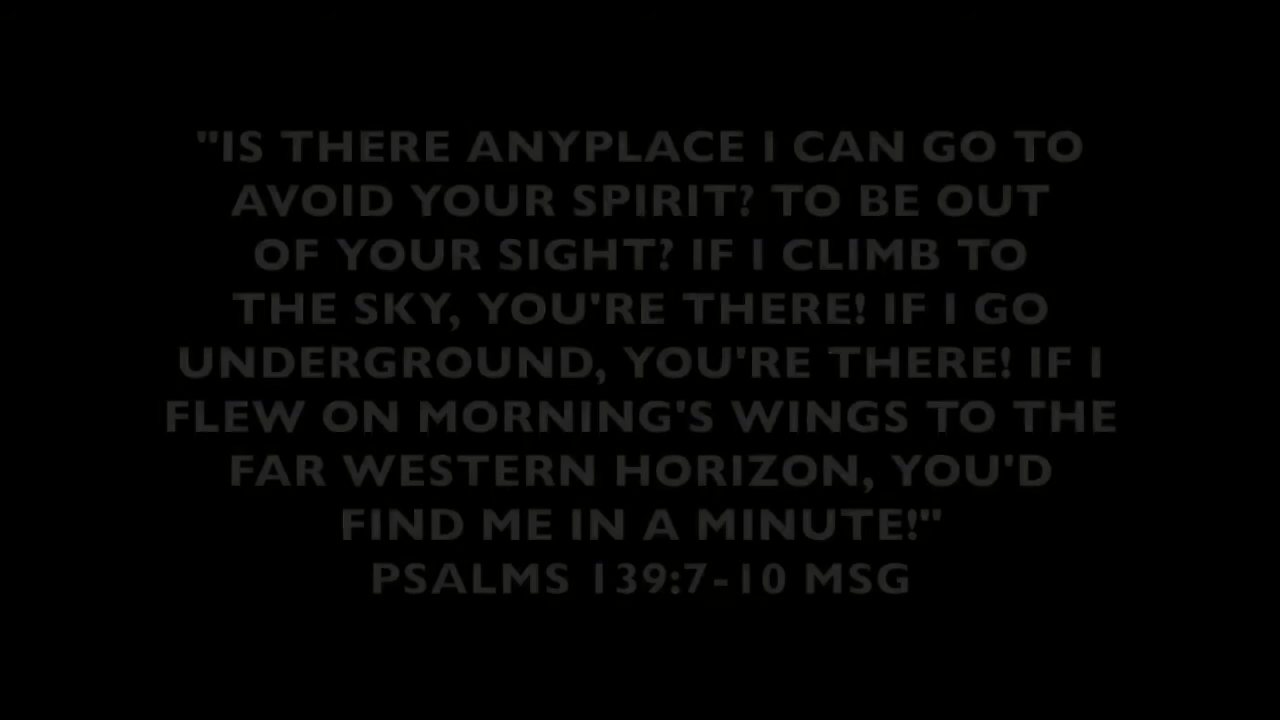 "IS THERE ANYPLACE I CAN GO TO
AVOID YOUR SPIRIT? TO BE OUT
OF YOUR SIGHT? IF I CLIMB TO
THE SKY, YOU'RE THERE! IF I GO
UNDERGROUND, YOU'RE THERE! IF I
FLEW ON MORNING'S WINGS TO THE
FAR WESTERN HORIZON, YOU'D
FIND ME IN A MINUTE!"
PSALMS 139:7-10 MSG